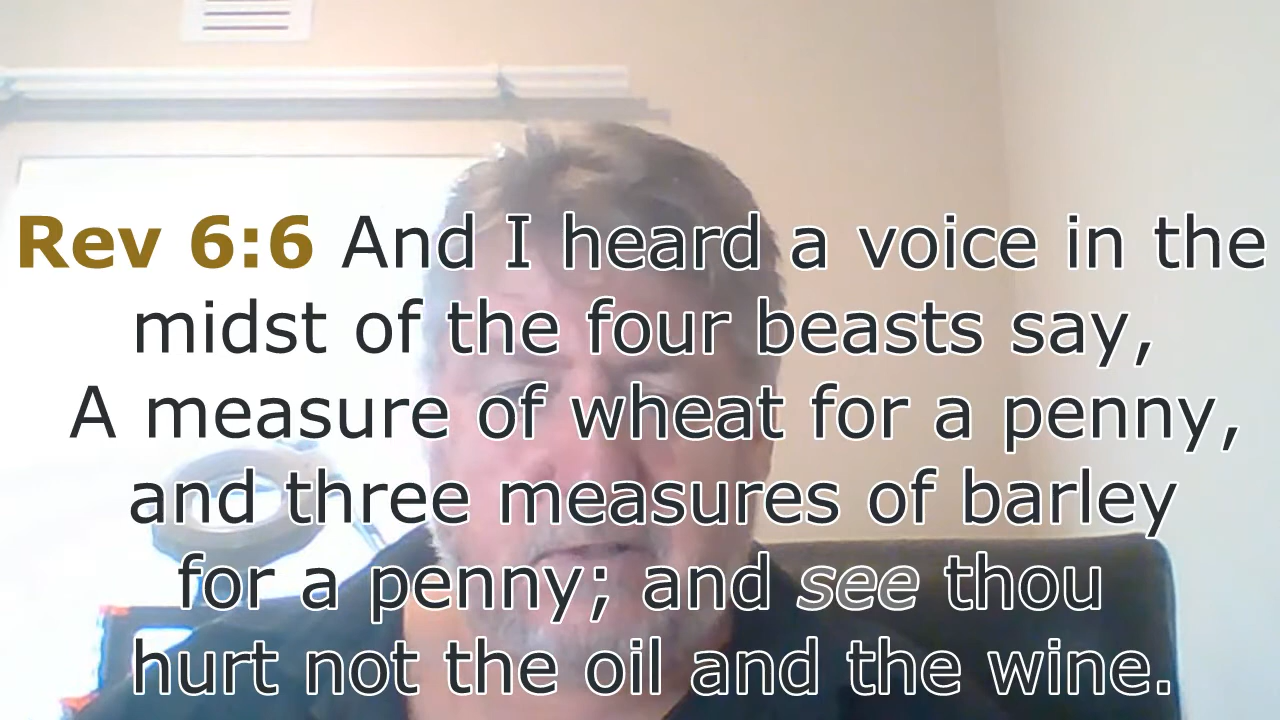 Rev 6:6 And I heard a voice in the
midst of the four beasts say,
A measure of wheat for a penny,
and three measures of barley
for a penny; and see thou
hurt not the oil and the wine.